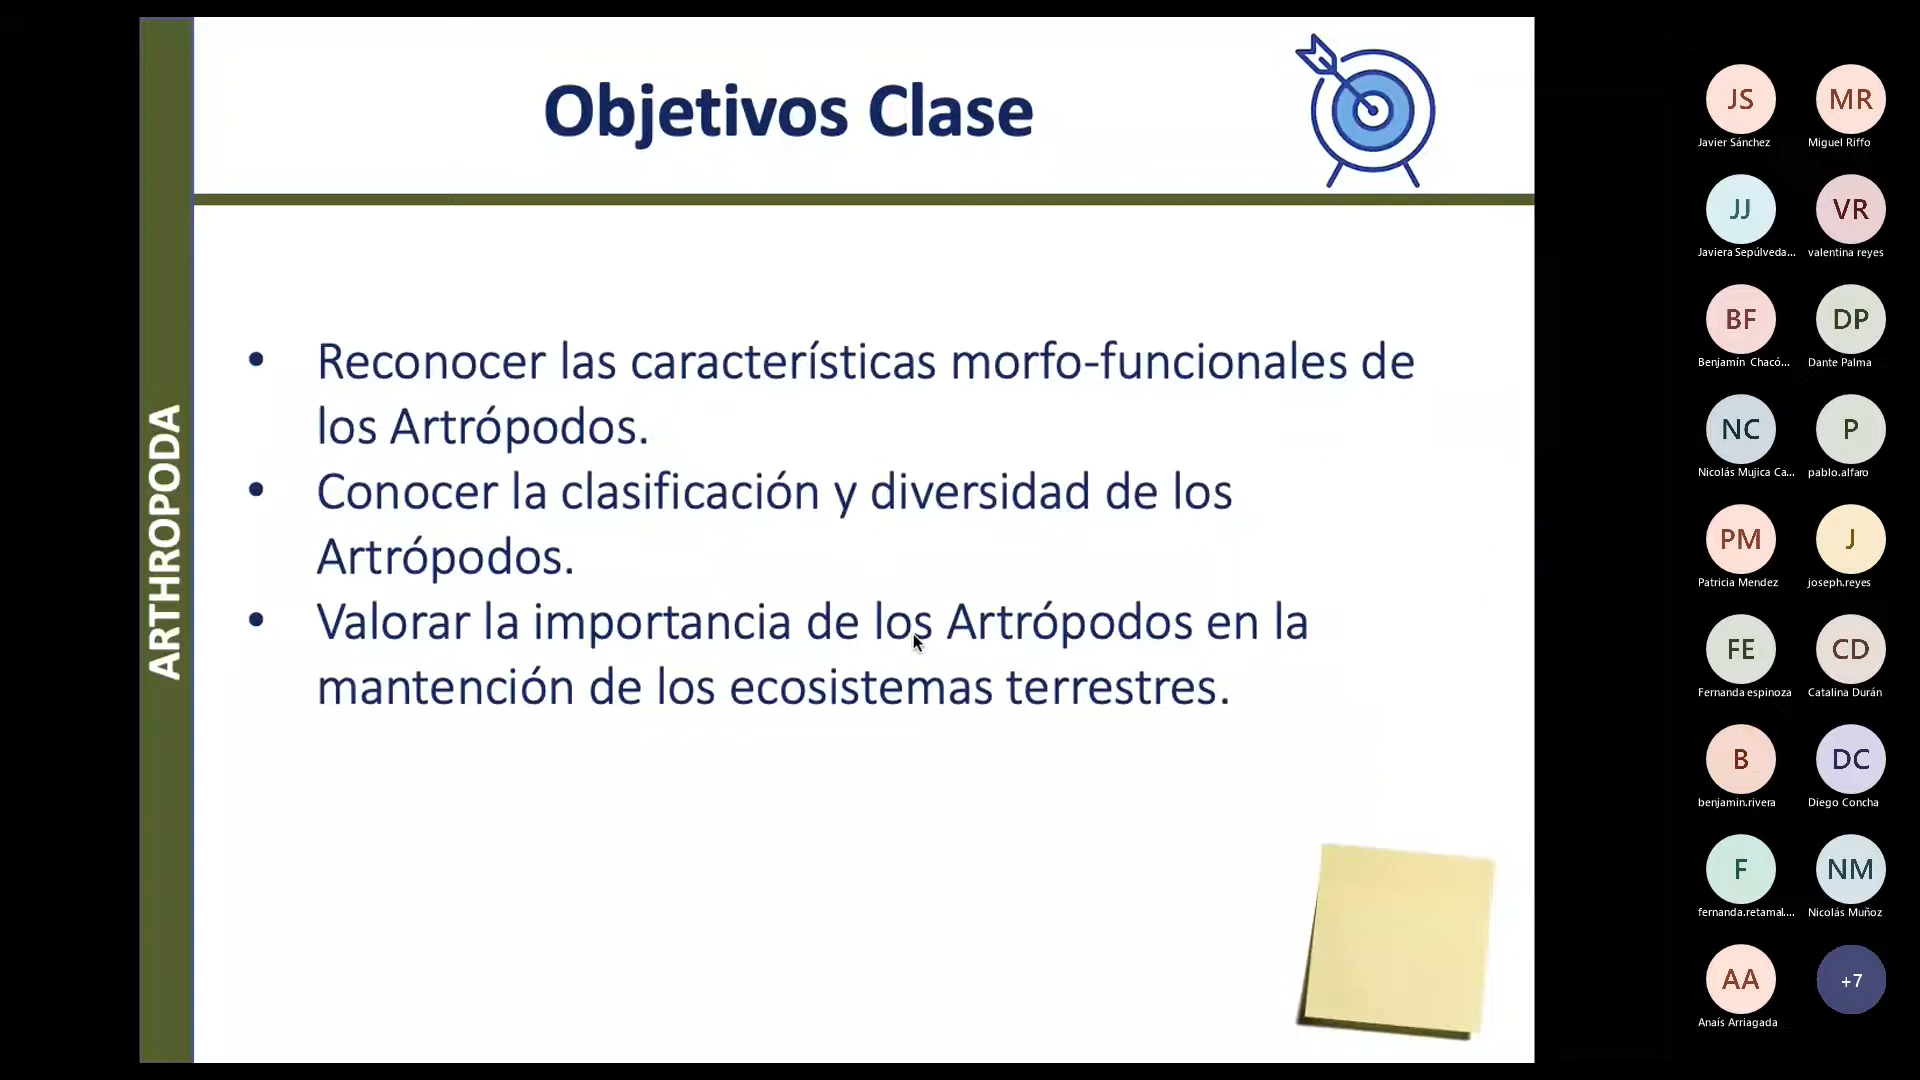 Objetivos Clase
ARTHROPODA
• Reconocer las características morfo-funcionales de
los Artrópodos.
• Conocer la clasificación y diversidad de los
Artrópodos.
• Valorar la importancia de los Artrópodos en la
mantención de los ecosistemas terrestres.
JS MR
Javier Sánchez Miguel Riffo
JJ VR
Javiera Sepúlveda... valentina reyes
BF DP
Benjamín Chacó... Dante Palma
NC P
Nicolás Mujica Ca... pablo.alfaro
PM J
Patricia Mendez joseph.reyes
FE CD
Fernanda espinoza Catalina Durán
B DC
benjamin.rivera Diego Concha
F NM
fernanda.retamal.... Nicolás Muñoz
AA +7
Anaís Arriagada